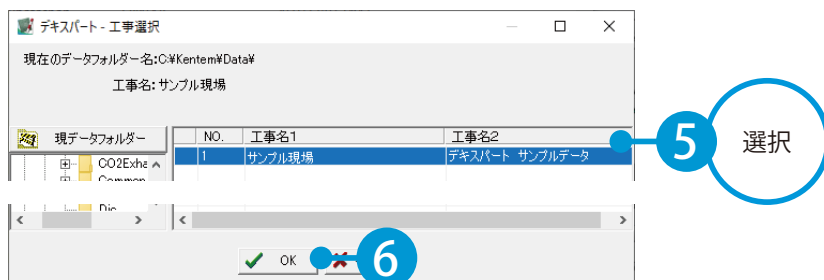 デキスパート - 工事選択
現在のデータフォルダー名:C:¥Kentem¥Data¥
工事名: サンプル現場
現データフォルダー
NO. 工事名1 工事名2
1 サンプル現場 デキスパート サンプルデータ
5 選択
CO2Exha
Common
Dic
OK
6